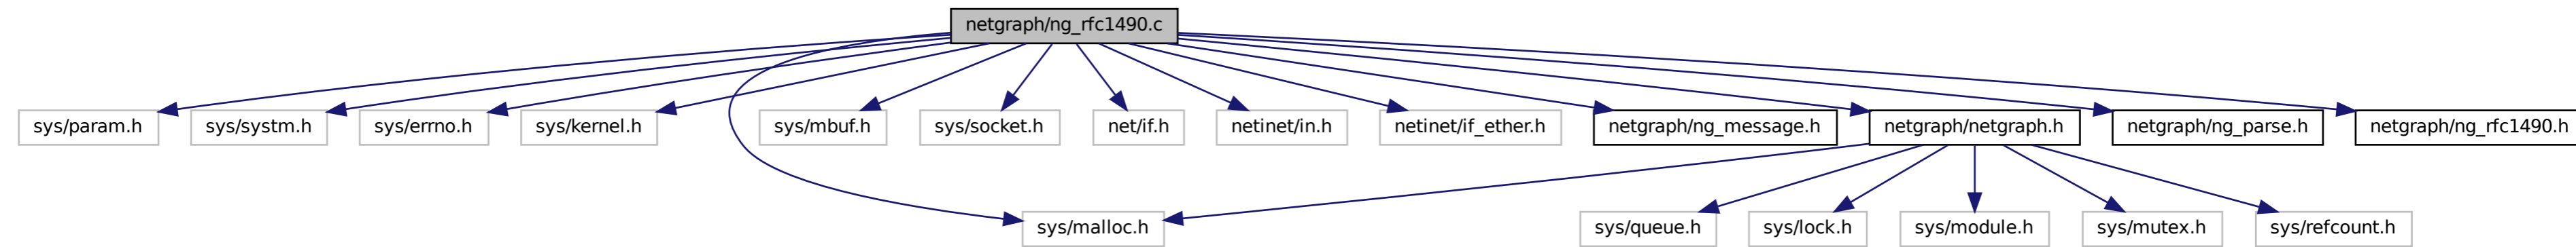 netgraph/ng_rfc1490.c
sys/param.h
sys/systm.h
sys/errno.h
sys/kernel.h
sys/mbuf.h
sys/socket.h
net/if.h
netinet/in.h
netinet/if_ether.h
netgraph/ng_message.h
netgraph/netgraph.h
netgraph/ng_parse.h
netgraph/ng_rfc1490.h
sys/malloc.h
sys/queue.h
sys/lock.h
sys/module.h
sys/mutex.h
sys/refcount.h